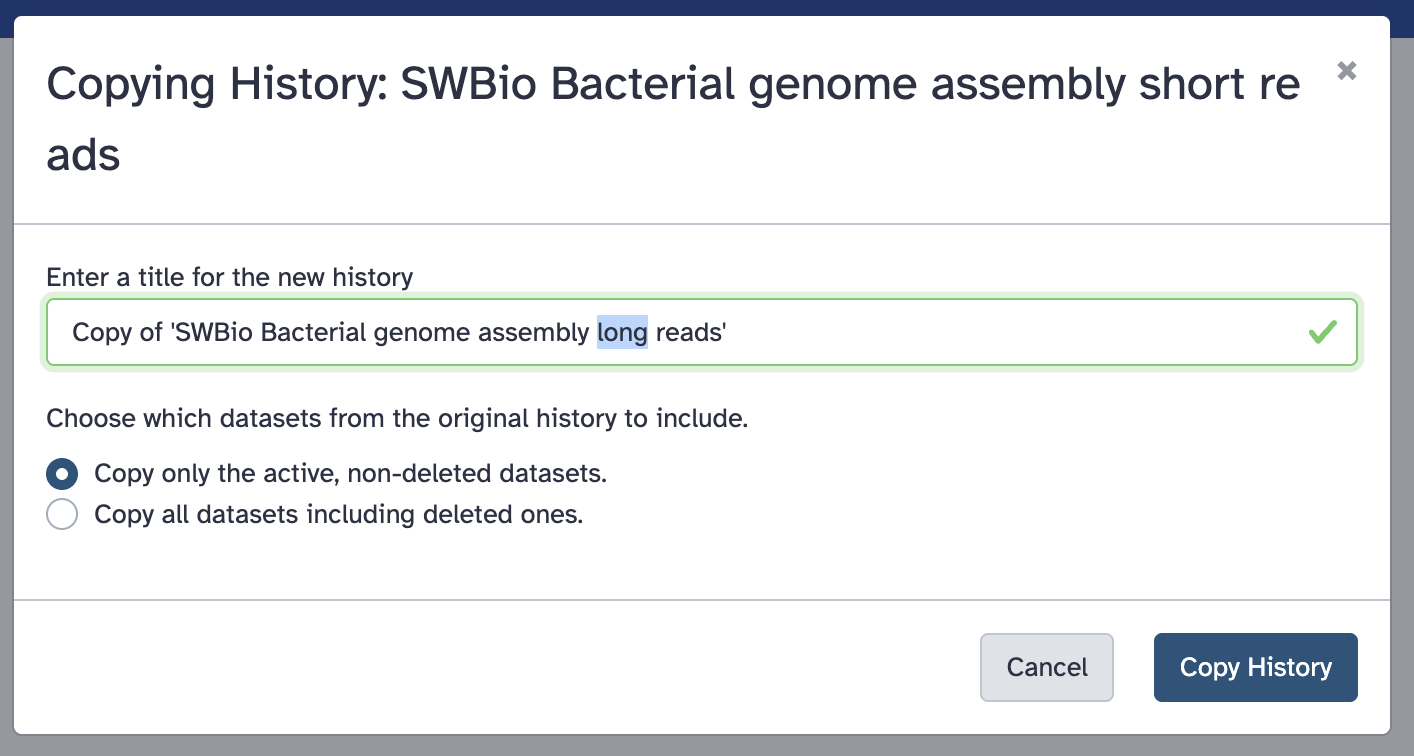 Copying History: SWBio Bacterial genome assembly short re
ads
Enter a title for the new history
Copy of 'SWBio Bacterial genome assembly long reads'
Choose which datasets from the original history to include.
Copy only the active, non-deleted datasets.
Copy all datasets including deleted ones.
Cancel
Copy History